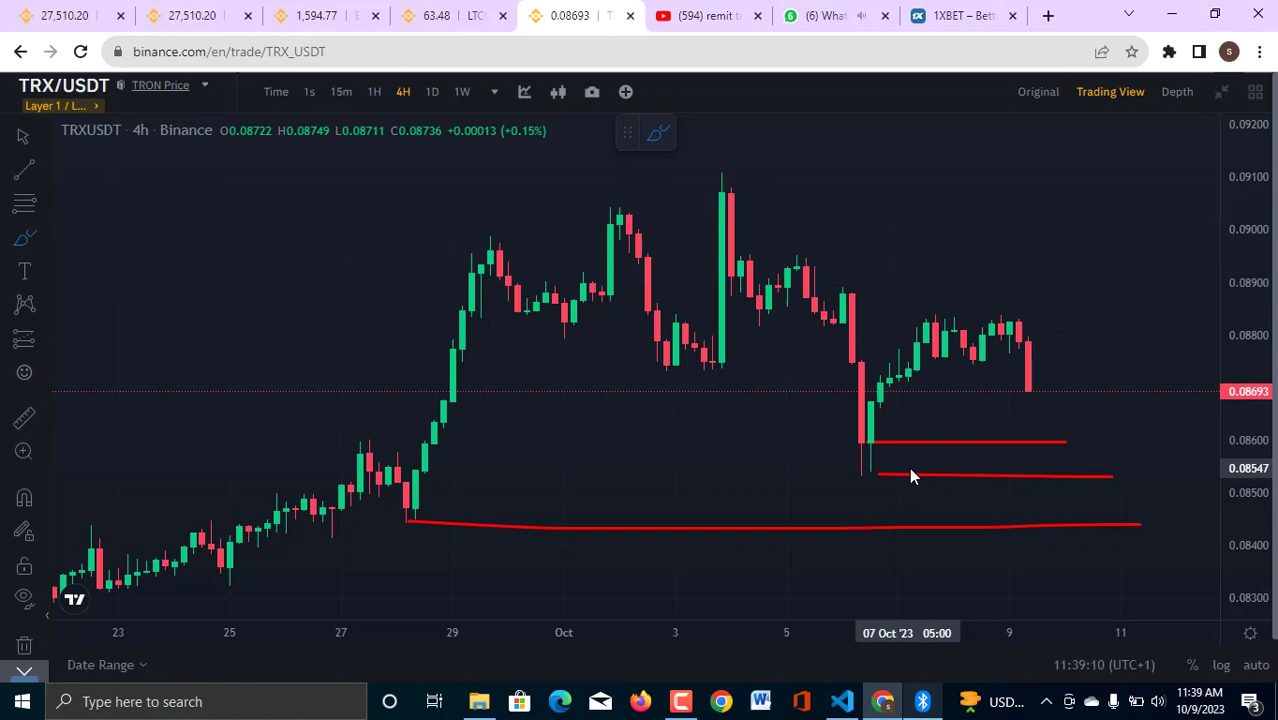 27,510.20
27,510.20
1,594.77 E
63.48 LTC
0.08693 T
(594) remit t
(6) What
1XBET – Bett
binance.com/en/trade/TRX_USDT
S
TRX/USDT TRON Price
Layer 1 / L... >
Time 1s 15m 1H 4H 1D 1W
Original Trading View Depth
TRXUSDT · 4h · Binance O0.08722 H0.08749 L0.08711 C0.08736 +0.00013 (+0.15%)
0.09200
0.09100
0.09000
0.08900
0.08800
0.08693
0.08600
0.08547
0.08500
0.08400
0.08300
23 25 27 29 Oct 3 5 07 Oct '23 05:00 9 11
Date Range
11:39:10 (UTC+1) % log auto
Type here to search
USD...
11:39 AM
10/9/2023
3